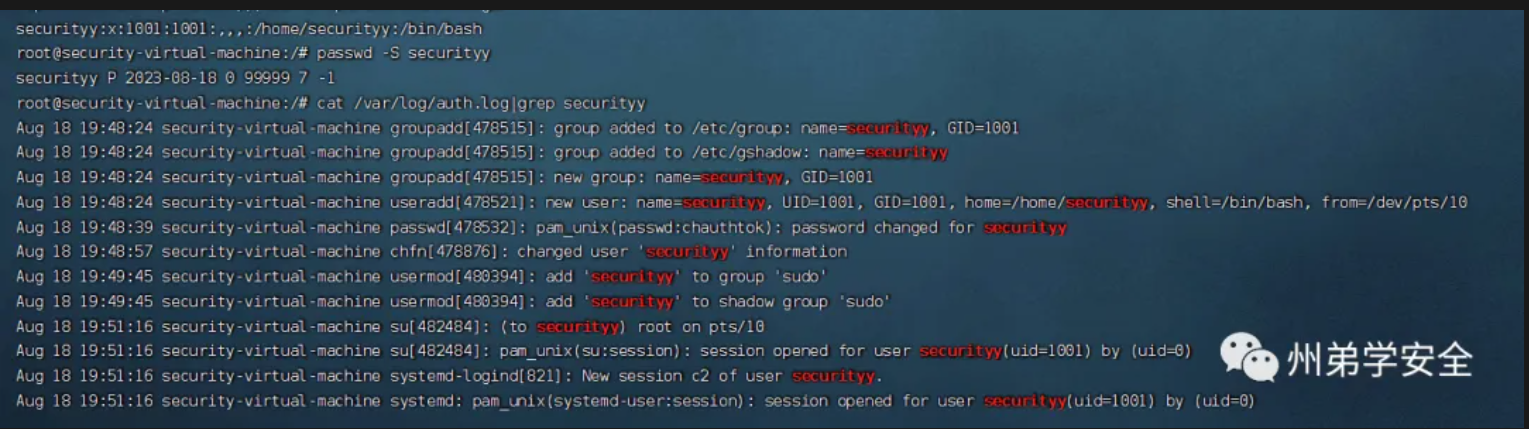 securityy:x:1001:1001:,,,:/home/securityy:/bin/bash
root@security-virtual-machine:/# passwd -S securityy
securityy P 2023-08-18 0 99999 7 -1
root@security-virtual-machine:/# cat /var/log/auth.log|grep securityy
Aug 18 19:48:24 security-virtual-machine groupadd[478515]: group added to /etc/group: name=securityy, GID=1001
Aug 18 19:48:24 security-virtual-machine groupadd[478515]: group added to /etc/gshadow: name=securityy
Aug 18 19:48:24 security-virtual-machine groupadd[478515]: new group: name=securityy, GID=1001
Aug 18 19:48:24 security-virtual-machine useradd[478521]: new user: name=securityy, UID=1001, GID=1001, home=/home/securityy, shell=/bin/bash, from=/dev/pts/10
Aug 18 19:48:39 security-virtual-machine passwd[478532]: pam_unix(passwd:chauthtok): password changed for securityy
Aug 18 19:48:57 security-virtual-machine chfn[478876]: changed user 'securityy' information
Aug 18 19:49:45 security-virtual-machine usermod[480394]: add 'securityy' to group 'sudo'
Aug 18 19:49:45 security-virtual-machine usermod[480394]: add 'securityy' to shadow group 'sudo'
Aug 18 19:51:16 security-virtual-machine su[482484]: (to securityy) root on pts/10
Aug 18 19:51:16 security-virtual-machine su[482484]: pam_unix(su:session): session opened for user securityy(uid=1001) by (uid=0)
Aug 18 19:51:16 security-virtual-machine systemd-logind[821]: New session c2 of user securityy.
Aug 18 19:51:16 security-virtual-machine systemd: pam_unix(systemd-user:session): session opened for user securityy(uid=1001) by (uid=0)
州弟学安全